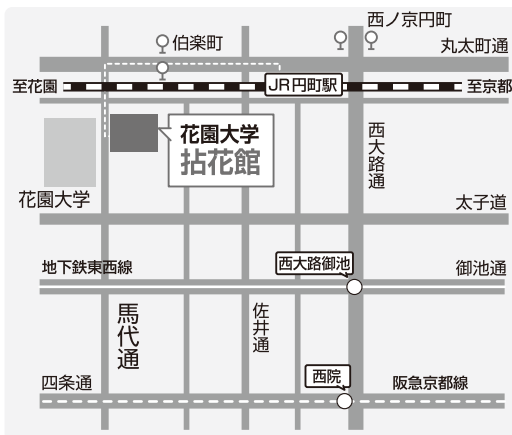 西ノ京円町
伯楽町
丸太町通
至花園
JR円町駅
至京都
花園大学
拈花館
西大路通
花園大学
太子道
西大路御池
地下鉄東西線
御池通
馬代通
佐井通
西院
四条通
阪急京都線